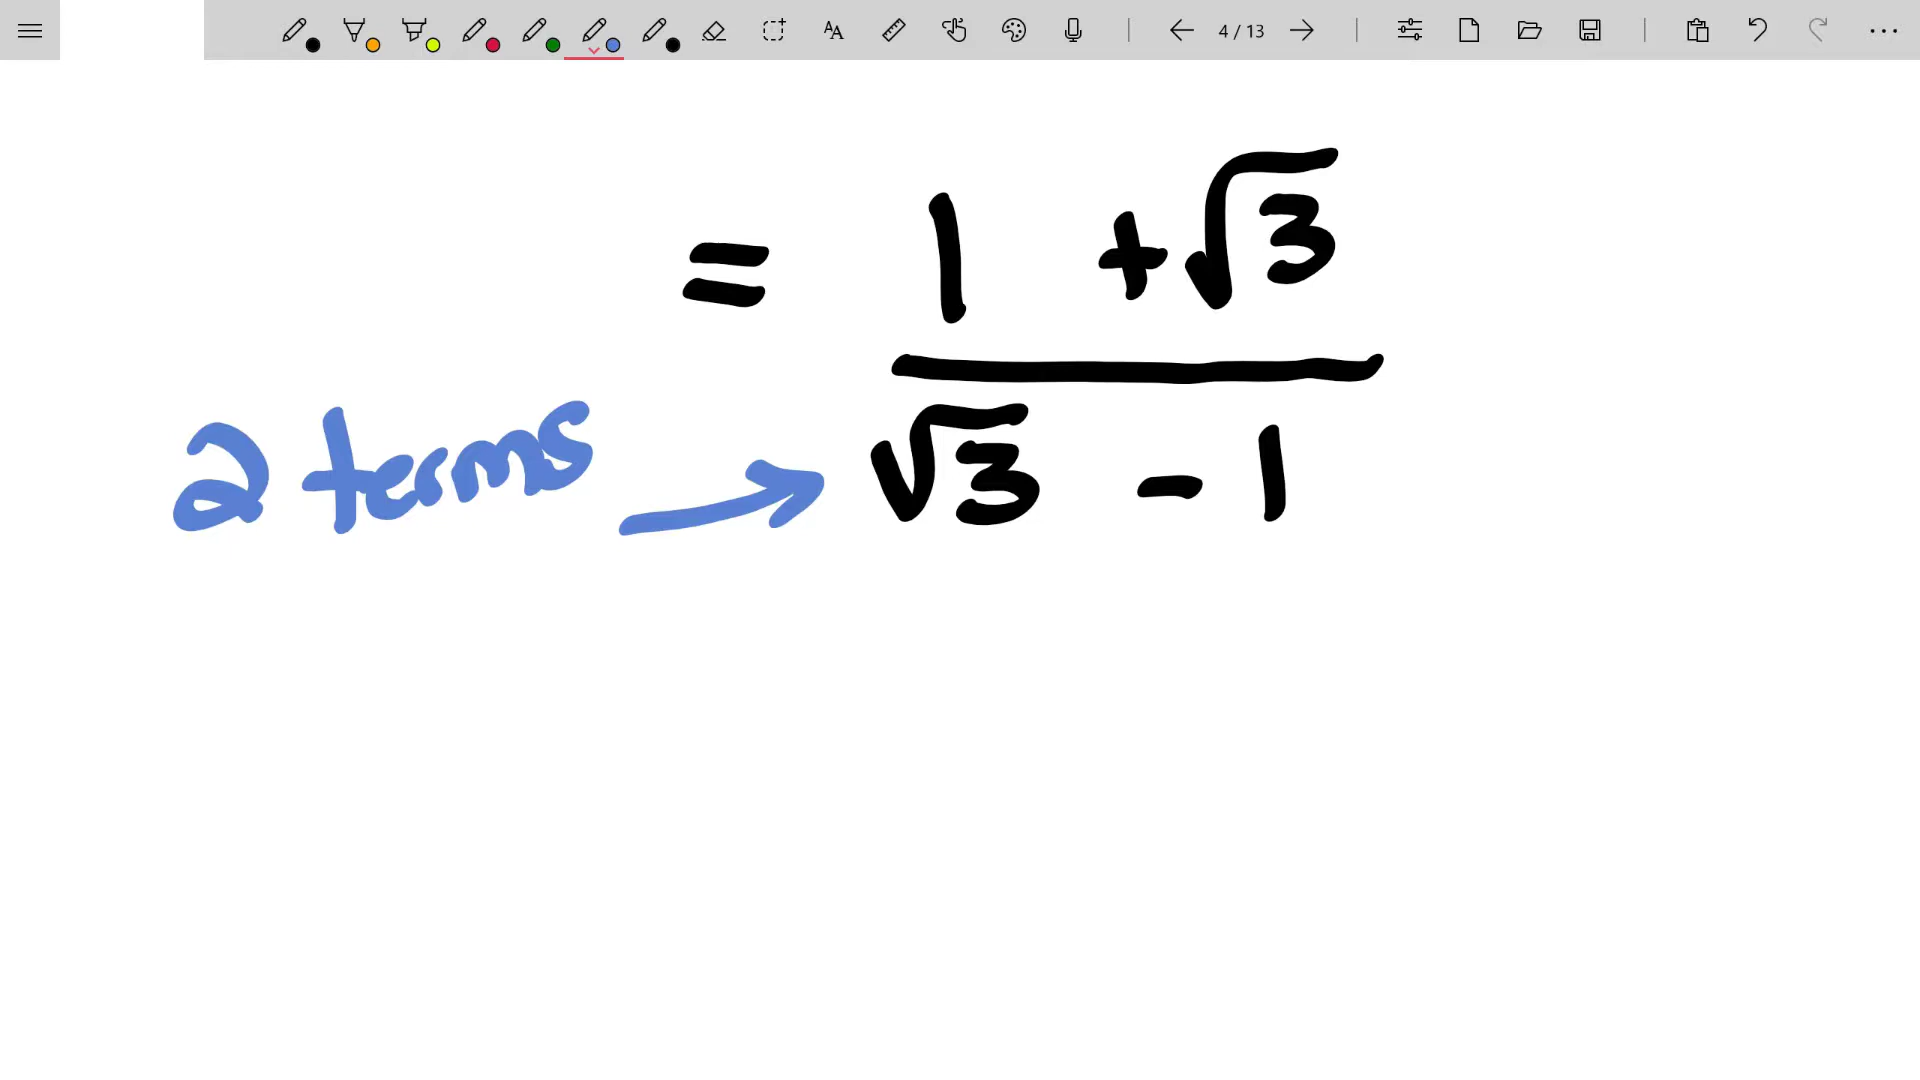 4 / 13
= 1 + √3
2 terms → √3 - 1